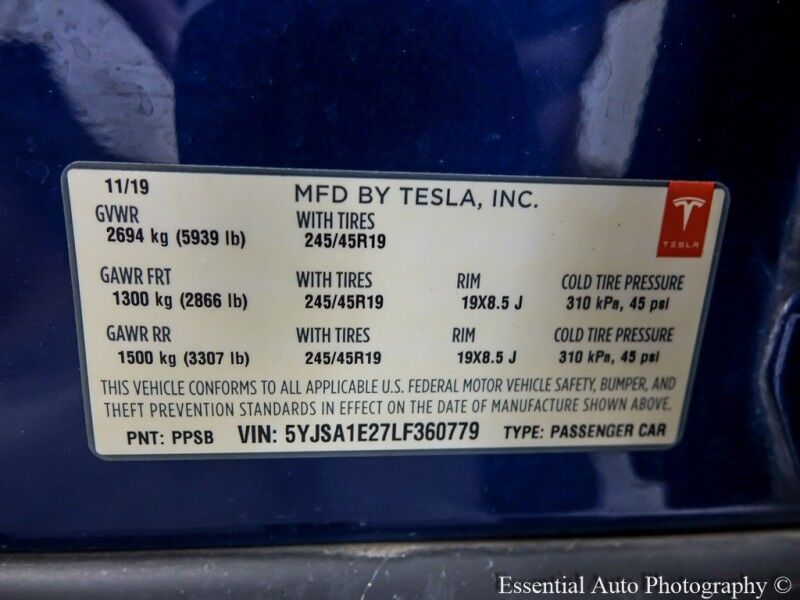 11/19 MFD BY TESLA, INC.
GVWR WITH TIRES
2694 kg (5939 lb) 245/45R19
TESLA
GAWR FRT WITH TIRES RIM COLD TIRE PRESSURE
1300 kg (2866 lb) 245/45R19 19X8.5 J 310 kPa, 45 psi
GAWR RR WITH TIRES RIM COLD TIRE PRESSURE
1500 kg (3307 lb) 245/45R19 19X8.5 J 310 kPa, 45 psi
THIS VEHICLE CONFORMS TO ALL APPLICABLE U.S. FEDERAL MOTOR VEHICLE SAFETY, BUMPER, AND
THEFT PREVENTION STANDARDS IN EFFECT ON THE DATE OF MANUFACTURE SHOWN ABOVE.
PNT: PPSB VIN: 5YJSA1E27LF360779 TYPE: PASSENGER CAR
Essential Auto Photography ©